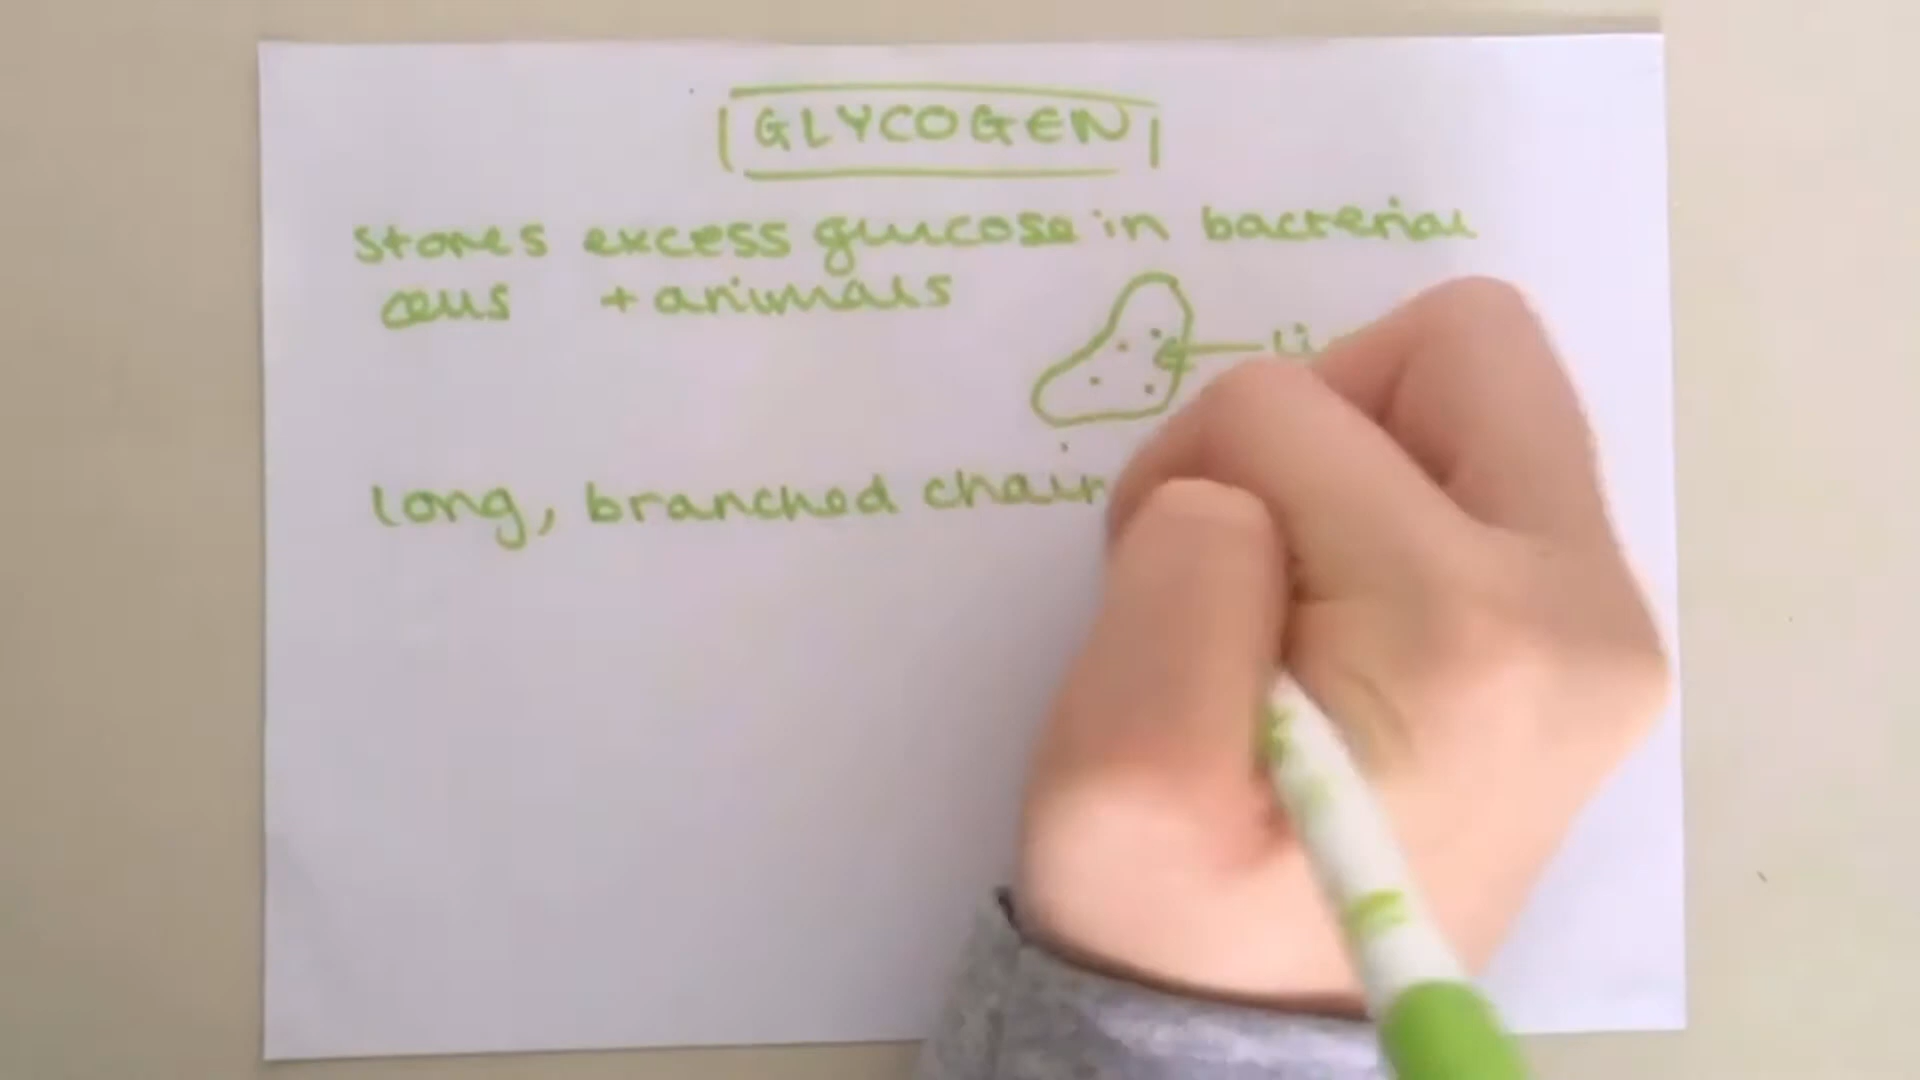 GLYCOGEN
stores excess glucose in bacterial
cells + animals
long, branched chain